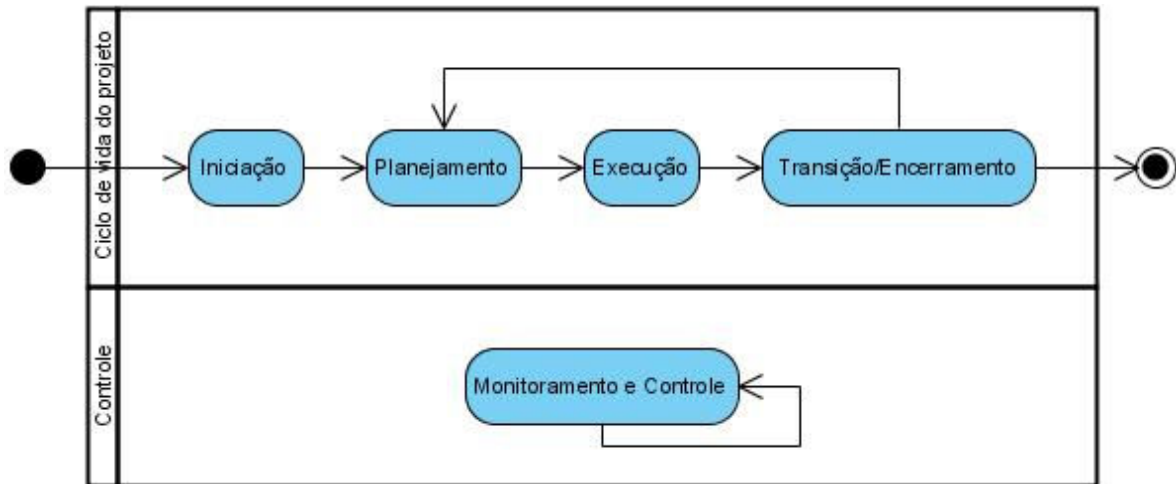 Ciclo de vida do projeto
Iniciação
Planejamento
Execução
Transição/Encerramento
Controle
Monitoramento e Controle